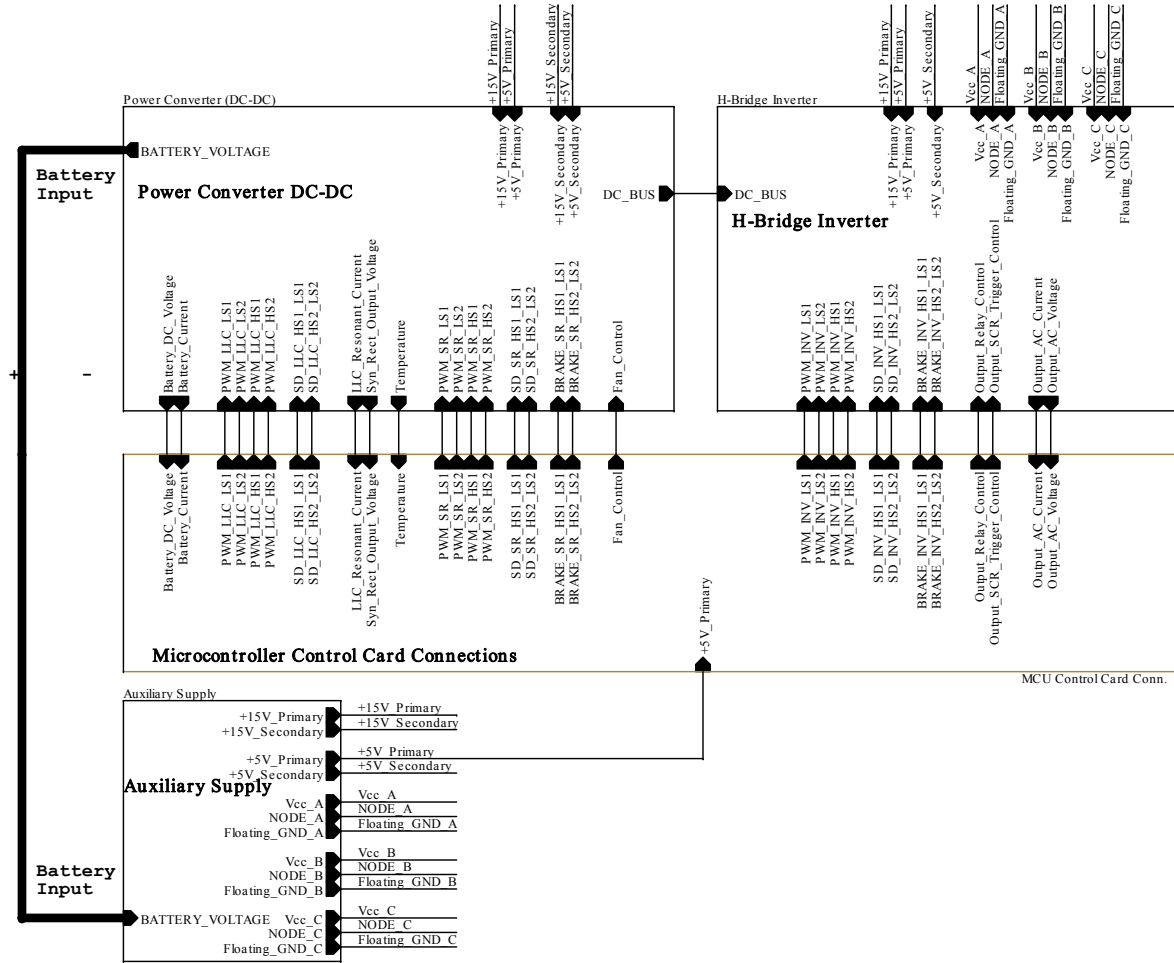 +15V_Primary
+5V_Primary
+15V_Secondary
+5V_Secondary
+15V_Primary
+5V_Primary
+5V_Secondary
Vcc_A
NODE_A
Floating_GND_A
Vcc_B
NODE_B
Floating_GND_B
Vcc_C
NODE_C
Floating_GND_C
Power Converter (DC-DC)
H-Bridge Inverter
BATTERY_VOLTAGE
Battery
Input
Power Converter DC-DC
+15V_Primary
+5V_Primary
+15V_Secondary
+5V_Secondary
DC_BUS
DC_BUS
H-Bridge Inverter
+15V_Primary
+5V_Primary
+5V_Secondary
Vcc_A
NODE_A
Floating_GND_A
Vcc_B
NODE_B
Floating_GND_B
Vcc_C
NODE_C
Floating_GND_C
+
-
Battery_DC_Voltage
Battery_Current
PWM_LLC_LS1
PWM_LLC_LS2
PWM_LLC_HS1
PWM_LLC_HS2
SD_LLC_HS1_LS1
SD_LLC_HS2_LS2
LLC_Resonant_Current
Syn_Rect_Output_Voltage
Temperature
PWM_SR_LS1
PWM_SR_LS2
PWM_SR_HS1
PWM_SR_HS2
SD_SR_HS1_LS1
SD_SR_HS2_LS2
BRAKE_SR_HS1_LS1
BRAKE_SR_HS2_LS2
Fan_Control
PWM_INV_LS1
PWM_INV_LS2
PWM_INV_HS1
PWM_INV_HS2
SD_INV_HS1_LS1
SD_INV_HS2_LS2
BRAKE_INV_HS1_LS1
BRAKE_INV_HS2_LS2
Output_Relay_Control
Output_SCR_Trigger_Control
Output_AC_Current
Output_AC_Voltage
Battery_DC_Voltage
Battery_Current
PWM_LLC_LS1
PWM_LLC_LS2
PWM_LLC_HS1
PWM_LLC_HS2
SD_LLC_HS1_LS1
SD_LLC_HS2_LS2
LLC_Resonant_Current
Syn_Rect_Output_Voltage
Temperature
PWM_SR_LS1
PWM_SR_LS2
PWM_SR_HS1
PWM_SR_HS2
SD_SR_HS1_LS1
SD_SR_HS2_LS2
BRAKE_SR_HS1_LS1
BRAKE_SR_HS2_LS2
Fan_Control
PWM_INV_LS1
PWM_INV_LS2
PWM_INV_HS1
PWM_INV_HS2
SD_INV_HS1_LS1
SD_INV_HS2_LS2
BRAKE_INV_HS1_LS1
BRAKE_INV_HS2_LS2
Output_Relay_Control
Output_SCR_Trigger_Control
Output_AC_Current
Output_AC_Voltage
+5V_Primary
Microcontroller Control Card Connections
MCU Control Card Conn.
Auxiliary Supply
+15V_Primary
+15V_Primary
+15V_Secondary
+15V_Secondary
+5V_Primary
+5V_Primary
+5V_Secondary
+5V_Secondary
Auxiliary Supply
Vcc_A
Vcc_A
NODE_A
NODE_A
Floating_GND_A
Floating_GND_A
Vcc_B
Vcc_B
NODE_B
NODE_B
Floating_GND_B
Floating_GND_B
Battery
Input
BATTERY_VOLTAGE
Vcc_C
Vcc_C
NODE_C
NODE_C
Floating_GND_C
Floating_GND_C